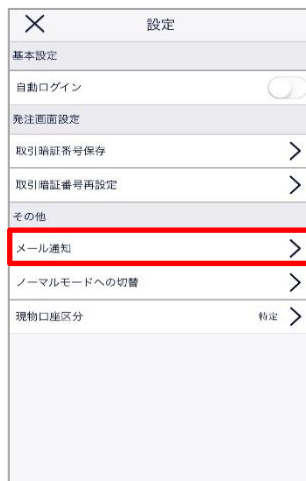 設定
基本設定
自動ログイン
発注画面設定
取引暗証番号保存
取引暗証番号再設定
その他
メール通知
ノーマルモードへの切替
現物口座区分 特定